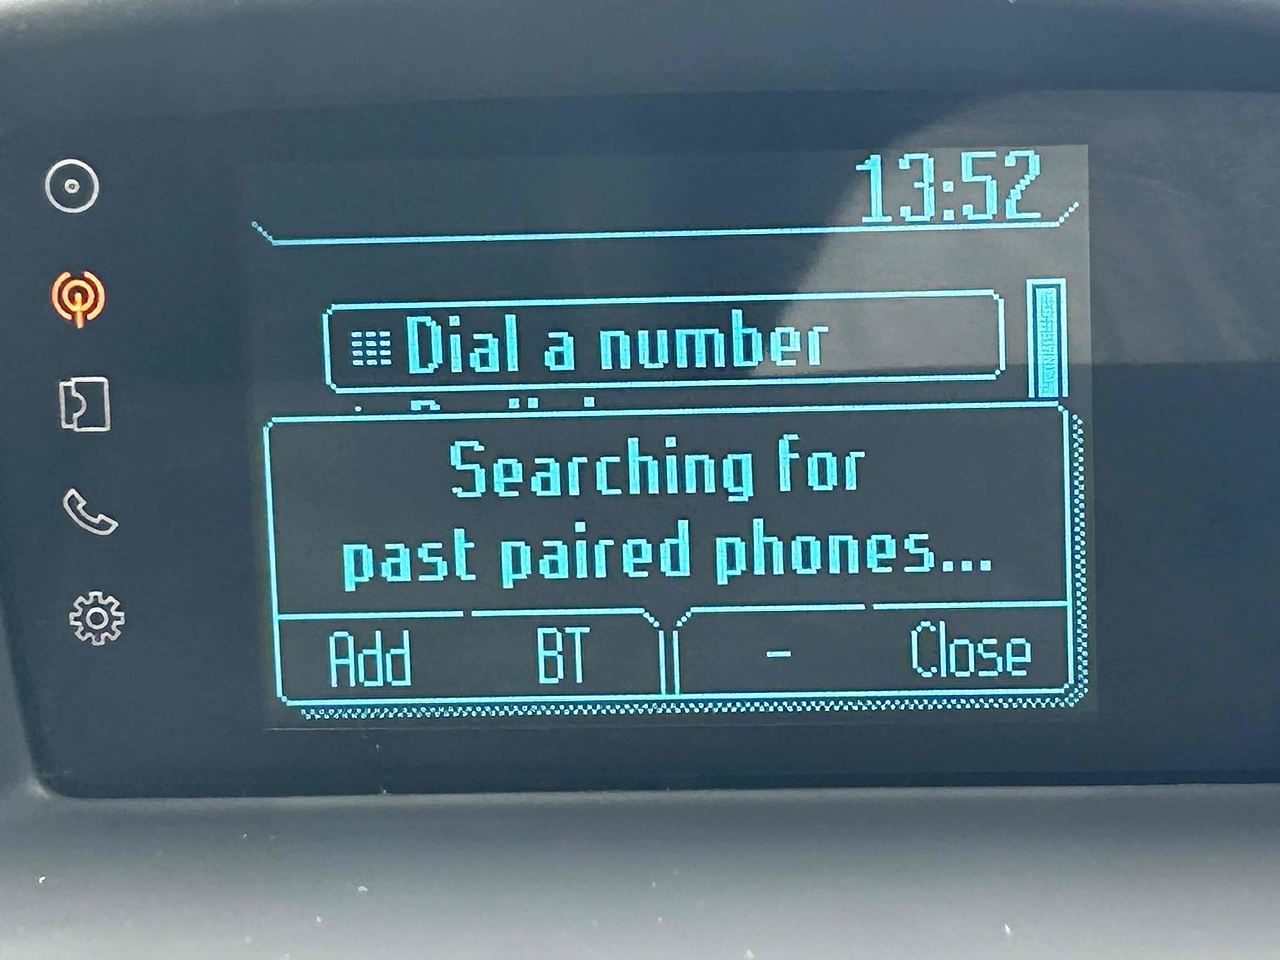 13:52
Dial a number
Searching for
past paired phones...
Add BT - Close